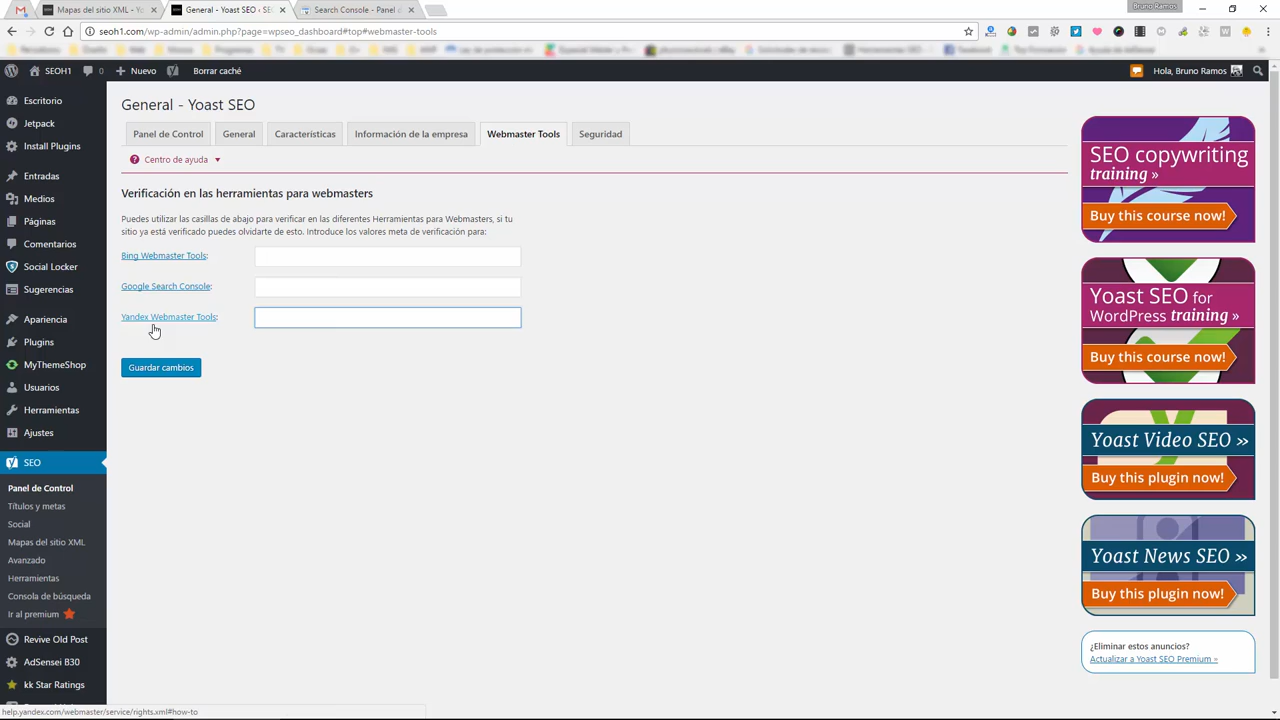 Bruno Ramos
Mapas del sitio XML - Yo
General - Yoast SEO ‹ SE
Search Console - Panel d
seoh1.com/wp-admin/admin.php?page=wpseo_dashboard#top#webmaster-tools
SEOH1
0
Nuevo
Borrar caché
Hola, Bruno Ramos
Escritorio
Jetpack
Install Plugins
Entradas
Medios
Páginas
Comentarios
Social Locker
Sugerencias
Apariencia
Plugins
MyThemeShop
Usuarios
Herramientas
Ajustes
SEO
Panel de Control
Títulos y metas
Social
Mapas del sitio XML
Avanzado
Herramientas
Consola de búsqueda
Ir al premium
Revive Old Post
AdSensei B30
kk Star Ratings
General - Yoast SEO
Panel de Control
General
Características
Información de la empresa
Webmaster Tools
Seguridad
Centro de ayuda
Verificación en las herramientas para webmasters
Puedes utilizar las casillas de abajo para verificar en las diferentes Herramientas para Webmasters, si tu
sitio ya está verificado puedes olvidarte de esto. Introduce los valores meta de verificación para:
Bing Webmaster Tools:
Google Search Console:
Yandex Webmaster Tools:
Guardar cambios
SEO copywriting
training »
Buy this course now!
Yoast SEO for
WordPress training »
Buy this course now!
Yoast Video SEO »
Buy this plugin now!
Yoast News SEO »
Buy this plugin now!
¿Eliminar estos anuncios?
Actualizar a Yoast SEO Premium »
help.yandex.com/webmaster/service/rights.xml#how-to